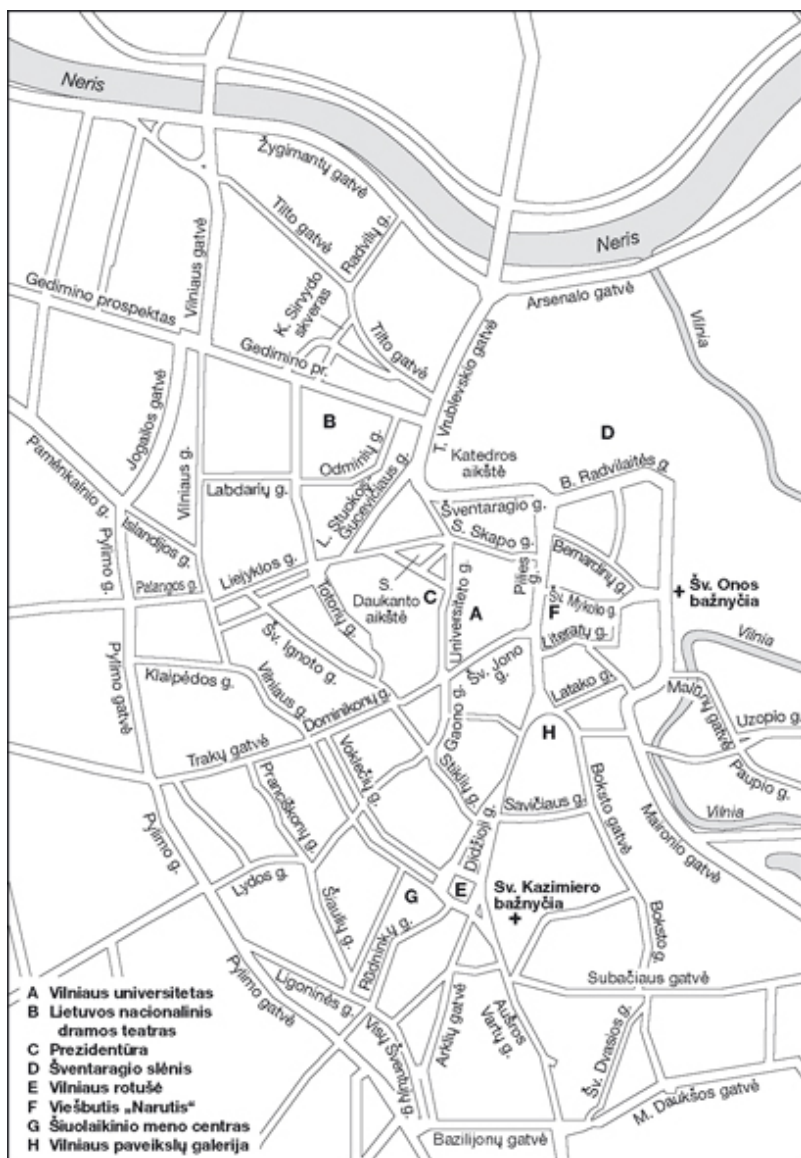 Neris
Žygimantų gatvė
Tilto gatvė
Radvilų g.
Neris
Vilniaus gatvė
K. Sirvydo
skveras
Arsenalo gatvė
Vilnia
Gedimino prospektas
Tilto gatvė
Gedimino pr.
T. Vrublevskio gatvė
Jogailos gatvė
B
D
Odminių g.
Katedros
aikštė
B. Radvilaitės g.
Pamėnkalnio g.
Vilniaus g.
Labdarių g.
L. Stuokos-
Gucevičiaus g.
Šventaragio g.
S. Skapo g.
Islandijos g.
Pylimo g.
Liejyklos g.
Bernardinų g.
Palangos g.
Totorių g.
S.
Daukanto
aikštė
C
Universiteto g.
A
Pilies
g.
F
Šv. Mykolo g.
Šv. Onos
bažnyčia
Literatų g.
Vilnia
Šv. Ignoto g.
Šv. Jono
g.
Pylimo gatvė
Klaipėdos g.
Vilniaus g.
Dominikonų g.
Gaono g.
Latako g.
Malūnų gatvė
Uzopio g.
H
Trakų gatvė
Vokiečių g.
Stiklių g.
Paupio g.
Pranciškonų g.
Savičiaus g.
Boksto gatvė
Vilnia
Didžioji g.
Maironio gatvė
Pylimo g.
Lydos g.
Šiaulių g.
G
E
Sv. Kazimiero
bažnyčia
Rūdninkų g.
Boksto g.
Subačiaus gatvė
Ligoninės g.
Pylimo gatvė
Visų Šventųjų g.
Arklių gatvė
Aušros
Vartų g.
Šv. Dvasios g.
M. Daukšos gatvė
Bazilijonų gatvė
A Vilniaus universitetas
B Lietuvos nacionalinis
dramos teatras
C Prezidentūra
D Šventaragio slėnis
E Vilniaus rotušė
F Viešbutis „Narutis“
G Šiuolaikinio meno centras
H Vilniaus paveikslų galerija